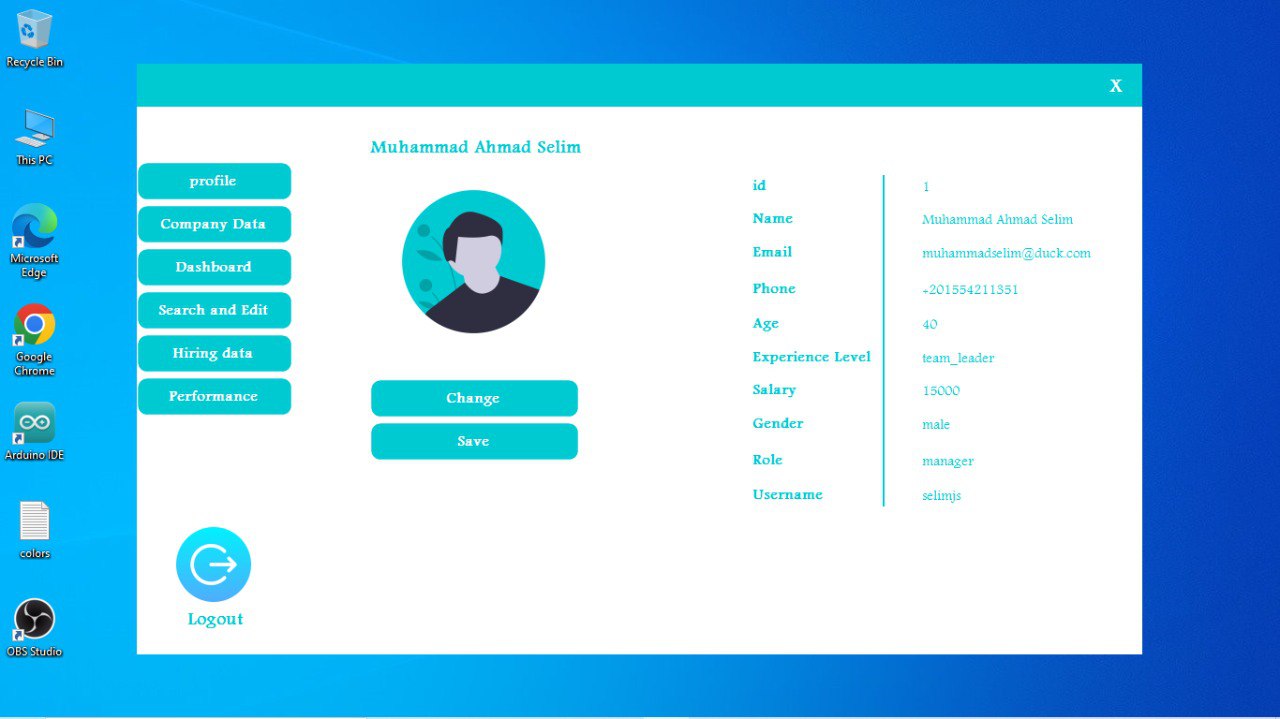 Recycle Bin
This PC
Microsoft
Edge
Google
Chrome
Arduino IDE
colors
OBS Studio
X
profile
Company Data
Dashboard
Search and Edit
Hiring data
Performance
Logout
Muhammad Ahmad Selim
Change
Save
id 1
Name Muhammad Ahmad Selim
Email muhammadselim@duck.com
Phone +201554211351
Age 40
Experience Level team_leader
Salary 15000
Gender male
Role manager
Username selimjs